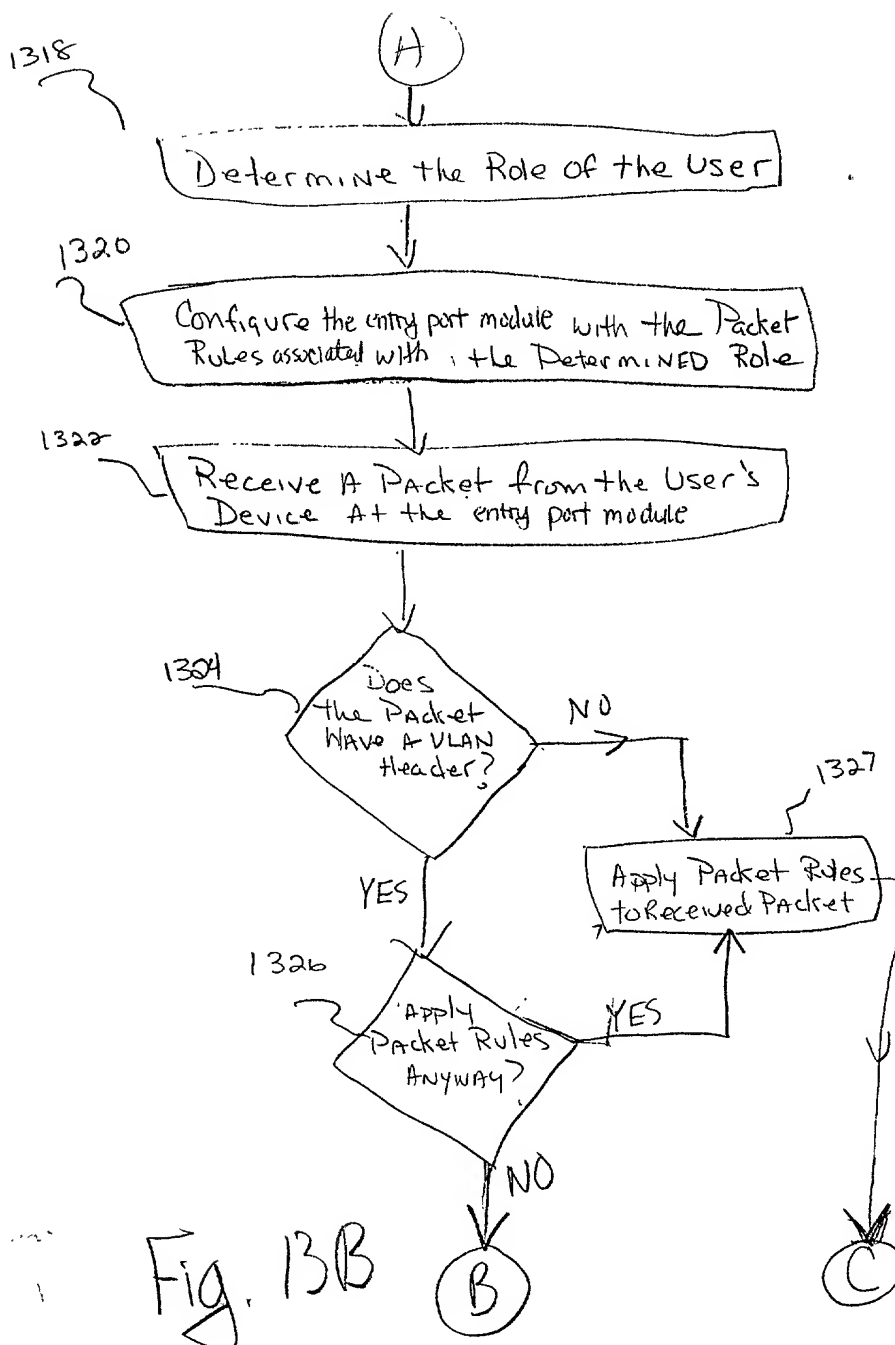 A
1318
Determine the Role of the User
1320
Configure the entry port module with the Packet
Rules associated with the Determined Role
1322
Receive A Packet from the User's
Device At the entry port module
1324
Does
the Packet
Have A VLAN
Header?
NO
1327
Apply Packet Rules
to Received Packet
YES
1326
Apply
Packet Rules
Anyway?
YES
NO
B
C
Fig. 13B